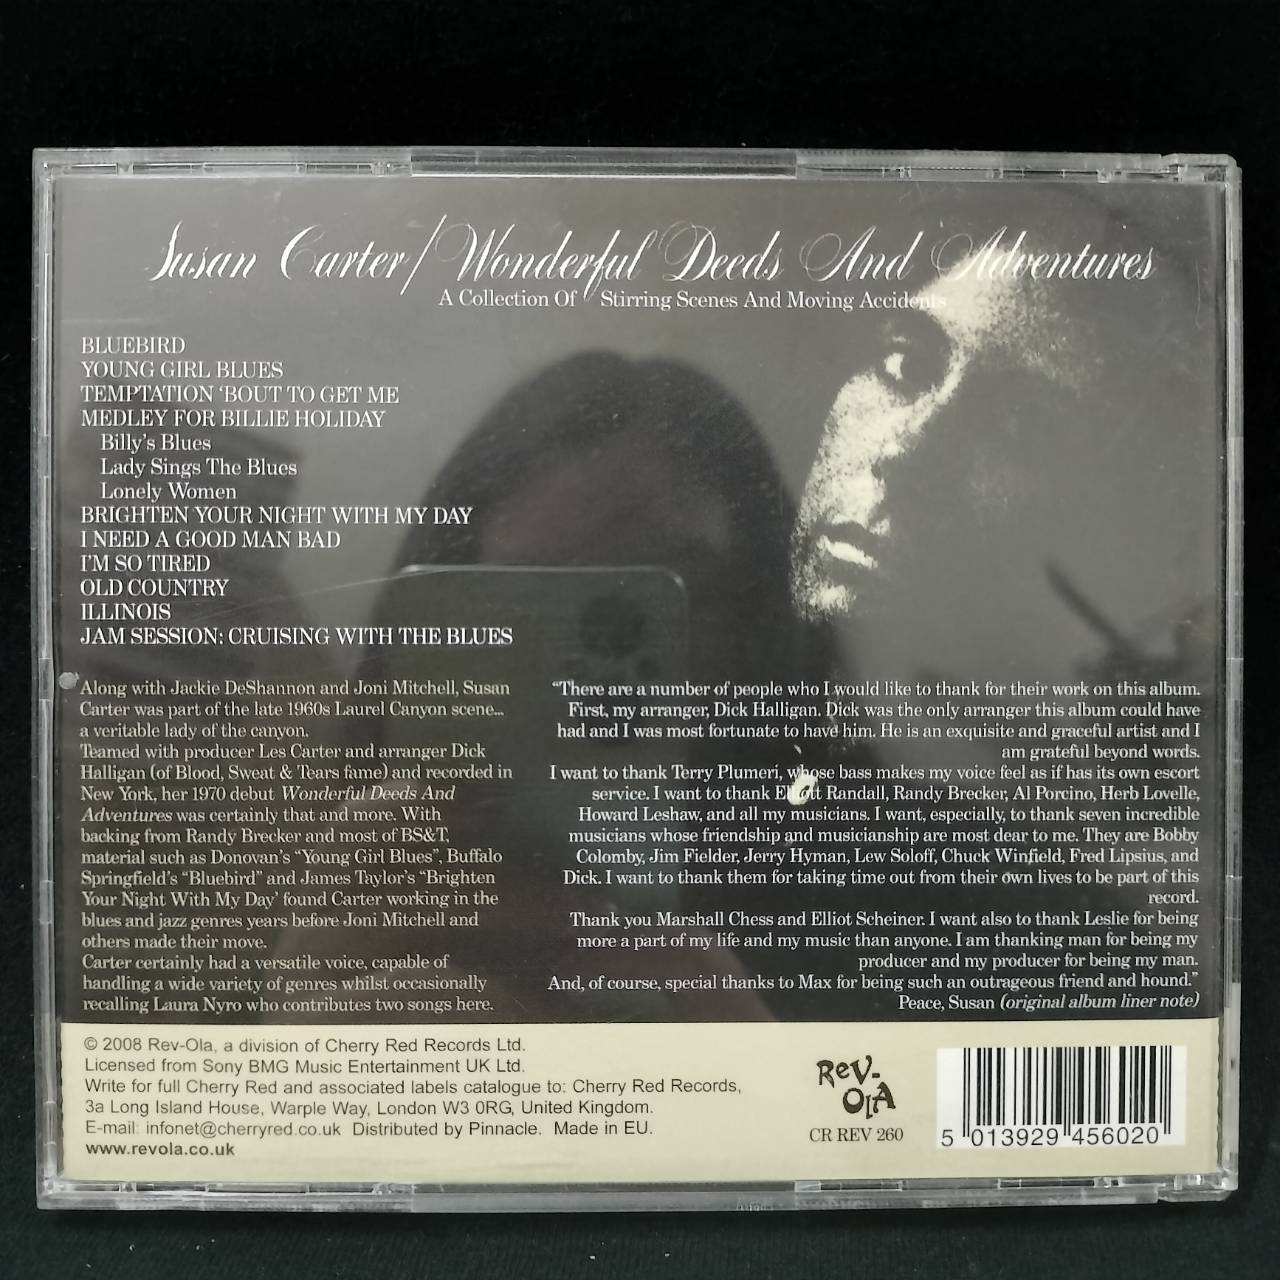 Susan Carter/Wonderful Deeds And Adventures
A Collection Of Stirring Scenes And Moving Accidents
BLUEBIRD
YOUNG GIRL BLUES
TEMPTATION ‘BOUT TO GET ME
MEDLEY FOR BILLIE HOLIDAY
Billy's Blues
Lady Sings The Blues
Lonely Women
BRIGHTEN YOUR NIGHT WITH MY DAY
I NEED A GOOD MAN BAD
I'M SO TIRED
OLD COUNTRY
ILLINOIS
JAM SESSION: CRUISING WITH THE BLUES
Along with Jackie DeShannon and Joni Mitchell, Susan
Carter was part of the late 1960s Laurel Canyon scene...
a veritable lady of the canyon.
Teamed with producer Les Carter and arranger Dick
Halligan (of Blood, Sweat & Tears fame) and recorded in
New York, her 1970 debut Wonderful Deeds And
Adventures was certainly that and more. With
backing from Randy Brecker and most of BS&T,
material such as Donovan's “Young Girl Blues”, Buffalo
Springfield's “Bluebird” and James Taylor's “Brighten
Your Night With My Day’ found Carter working in the
blues and jazz genres years before Joni Mitchell and
others made their move.
Carter certainly had a versatile voice, capable of
handling a wide variety of genres whilst occasionally
recalling Laura Nyro who contributes two songs here.
“There are a number of people who I would like to thank for their work on this album.
First, my arranger, Dick Halligan. Dick was the only arranger this album could have
had and I was most fortunate to have him. He is an exquisite and graceful artist and I
am grateful beyond words.
I want to thank Terry Plumeri, whose bass makes my voice feel as if has its own escort
service. I want to thank Elliott Randall, Randy Brecker, Al Porcino, Herb Lovelle,
Howard Leshaw, and all my musicians. I want, especially, to thank seven incredible
musicians whose friendship and musicianship are most dear to me. They are Bobby
Colomby, Jim Fielder, Jerry Hyman, Lew Soloff, Chuck Winfield, Fred Lipsius, and
Dick. I want to thank them for taking time out from their own lives to be part of this
record.
Thank you Marshall Chess and Elliot Scheiner. I want also to thank Leslie for being
more a part of my life and my music than anyone. I am thanking man for being my
producer and my producer for being my man.
And, of course, special thanks to Max for being such an outrageous friend and hound.”
Peace, Susan (original album liner note)
© 2008 Rev-Ola, a division of Cherry Red Records Ltd.
Licensed from Sony BMG Music Entertainment UK Ltd.
Write for full Cherry Red and associated labels catalogue to: Cherry Red Records,
3a Long Island House, Warple Way, London W3 0RG, United Kingdom.
E-mail: infonet@cherryred.co.uk Distributed by Pinnacle. Made in EU.
www.revola.co.uk
REV-
OLA
CR REV 260
5 013929 456020